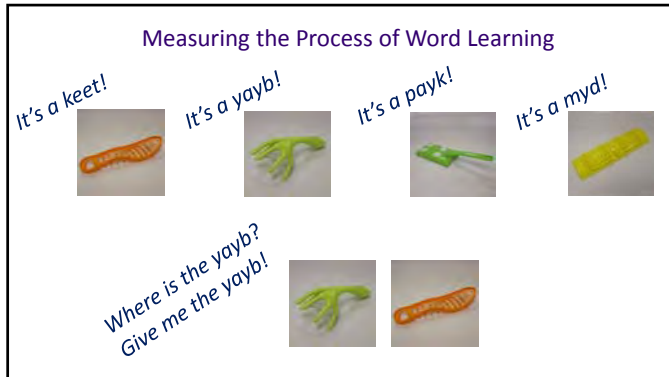 Measuring the Process of Word Learning
It's a keet!
It's a yayb!
It's a payk!
It's a myd!
Where is the yayb?
Give me the yayb!